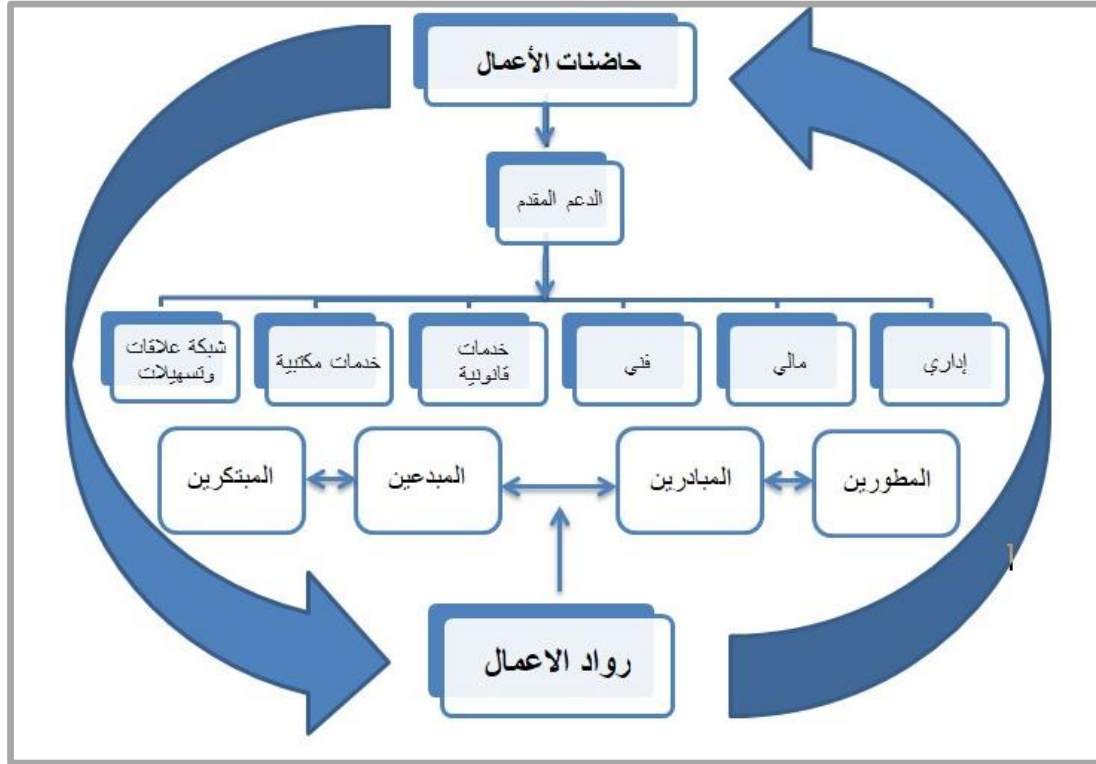 حاضنات الأعمال
الدعم المقدم
إداري
مالي
فني
خدمات
قانونية
خدمات مكتبية
شبكة علاقات
وتسهيلات
المطورين
المبادرين
المبدعين
المبتكرين
رواد الاعمال